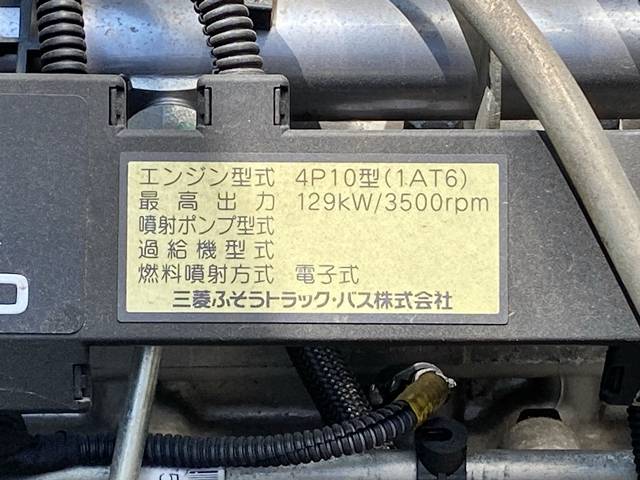 エンジン型式 4P10型(1AT6)
最高出力 129kW/3500rpm
噴射ポンプ型式
過給機型式
燃料噴射方式 電子式
三菱ふそうトラック・バス株式会社